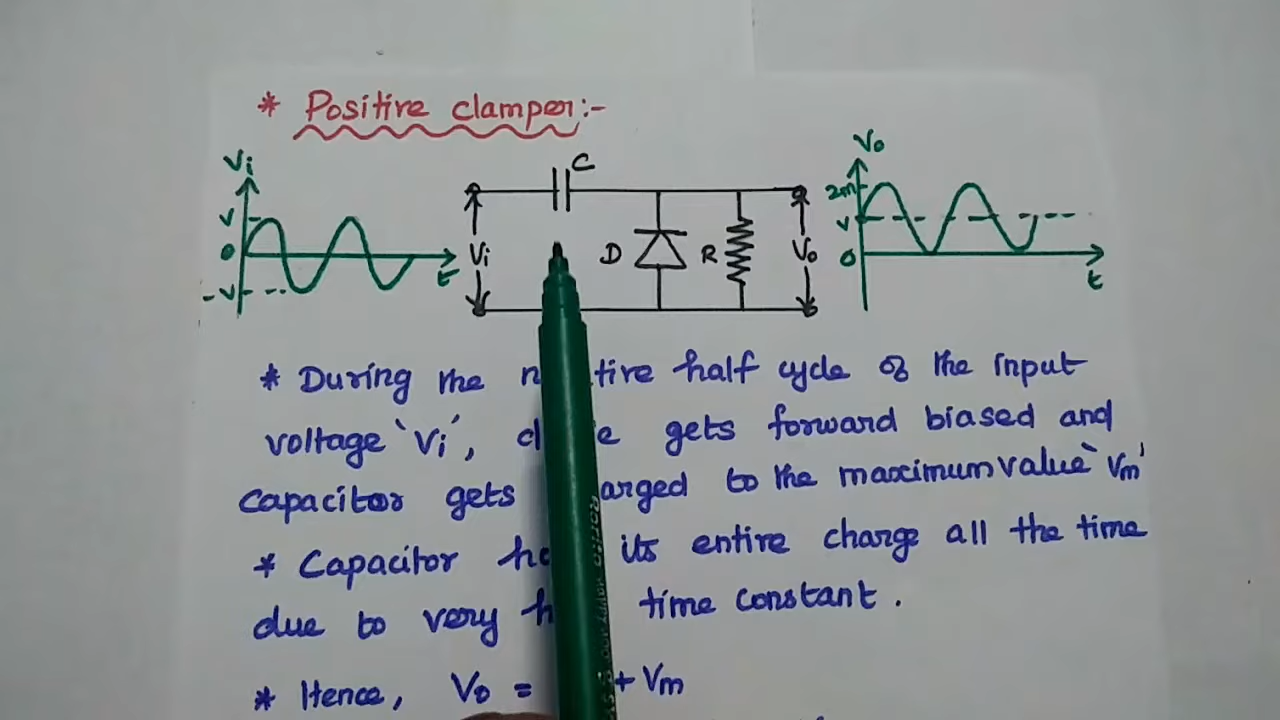 * Positive clamper:-
Vi
V
0
-V
t
C
Vi
D
R
Vo
Vo
2m
V
0
t
* During the tive half cycle of the input
voltage `Vi', gets forward biased and
capacitor gets arged to the maximum value `Vm'
* Capacitor its entire charge all the time
due to very time constant .
* Hence, Vo = + Vm